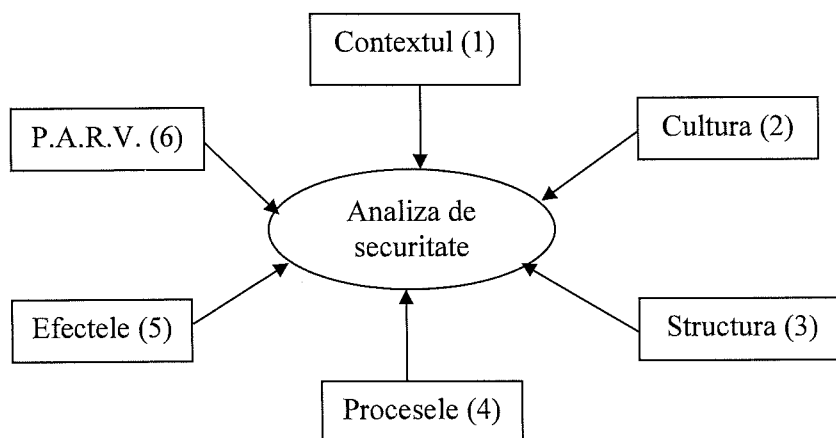 Contextul (1)
P.A.R.V. (6)
Cultura (2)
Analiza de
securitate
Efectele (5)
Structura (3)
Procesele (4)